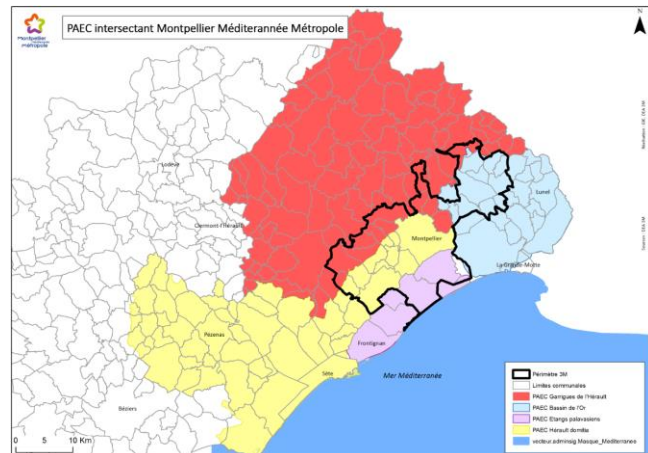 PAEC intersectant Montpellier Méditerannée Métropole
N
montpellier
métropole
Lodève
Lunel
Clermont-l'Hérault
Montpellier
La Grande-Motte
Pézenas
Frontignan
Sète
Mer Méditerranée
Béziers
0 5 10 Km
Périmètre 3M
Limites communales
PAEC Garrigues de l'Hérault
PAEC Bassin de l'Or
PAEC Etangs palavasiens
PAEC Hérault domitia
vecteur.adminsig.Masque_Mediterranee